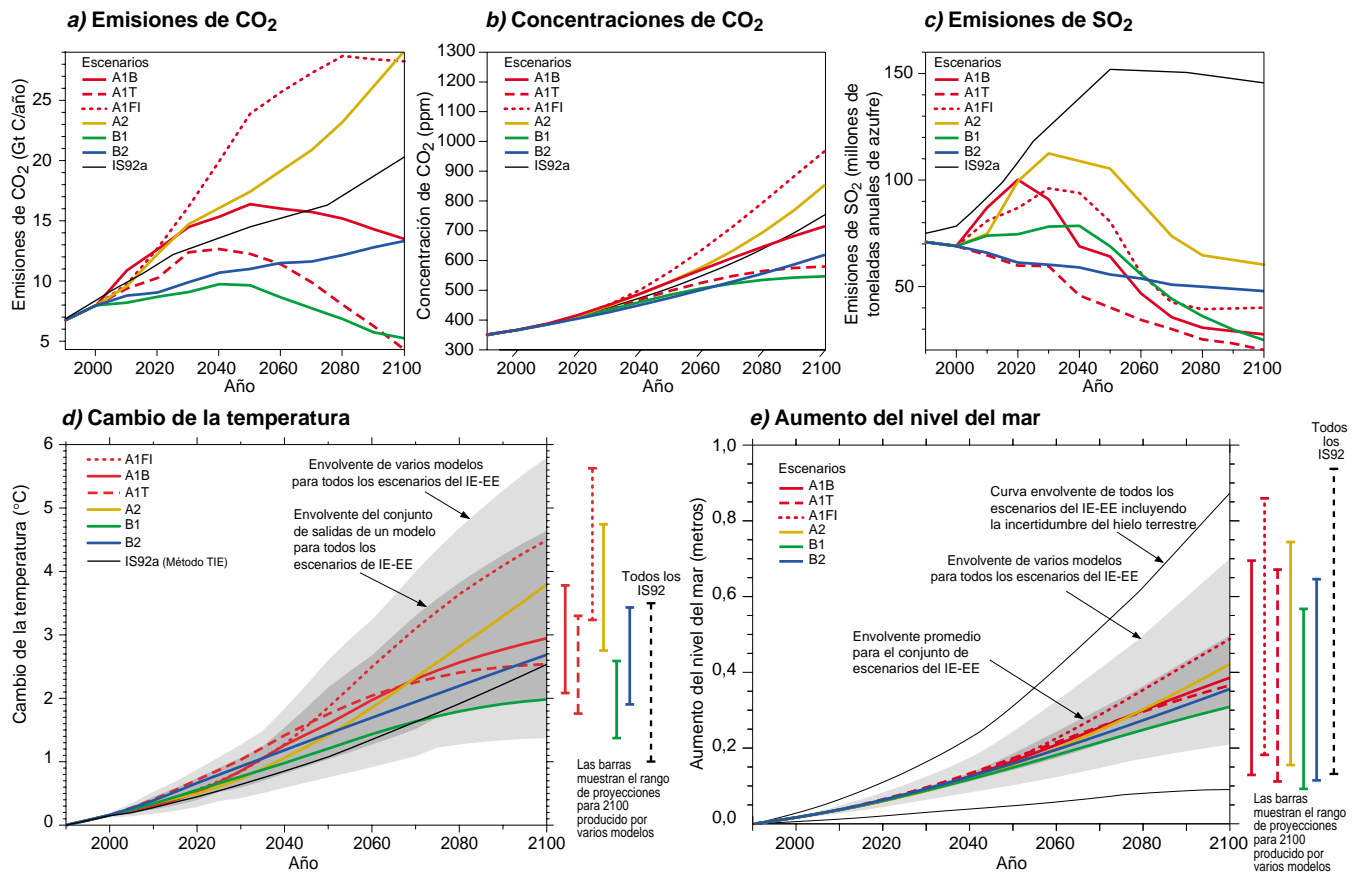 a) Emisiones de CO2
Emisiones de CO2 (Gt C/año)
25
20
15
10
5
Escenarios
A1B
A1T
A1FI
A2
B1
B2
IS92a
2000 2020 2040 2060 2080 2100
Año
b) Concentraciones de CO2
Concentración de CO2 (ppm)
1300
1200
1100
1000
900
800
700
600
500
400
300
Escenarios
A1B
A1T
A1FI
A2
B1
B2
IS92a
2000 2020 2040 2060 2080 2100
Año
c) Emisiones de SO2
Emisiones de SO2 (millones de
toneladas anuales de azufre)
150
100
50
Escenarios
A1B
A1T
A1FI
A2
B1
B2
IS92a
2000 2020 2040 2060 2080 2100
Año
d) Cambio de la temperatura
Cambio de la temperatura (°C)
6
5
4
3
2
1
0
A1FI
A1B
A1T
A2
B1
B2
IS92a (Método TIE)
Envolvente de varios modelos
para todos los escenarios del IE-EE
Envolvente del conjunto
de salidas de un modelo
para todos los
escenarios de IE-EE
2000 2020 2040 2060 2080 2100
Año
Todos los
IS92
Las barras
muestran el rango
de proyecciones
para 2100
producido por
varios modelos
e) Aumento del nivel del mar
Aumento del nivel del mar (metros)
1,0
0,8
0,6
0,4
0,2
0,0
Escenarios
A1B
A1T
A1FI
A2
B1
B2
Curva envolvente de todos los
escenarios del IE-EE incluyendo
la incertidumbre del hielo terrestre
Envolvente de varios modelos
para todos los escenarios del IE-EE
Envolvente promedio
para el conjunto de
escenarios del IE-EE
2000 2020 2040 2060 2080 2100
Año
Todos
los
IS92
Las barras
muestran el rango
de proyecciones
para 2100
producido por
varios modelos